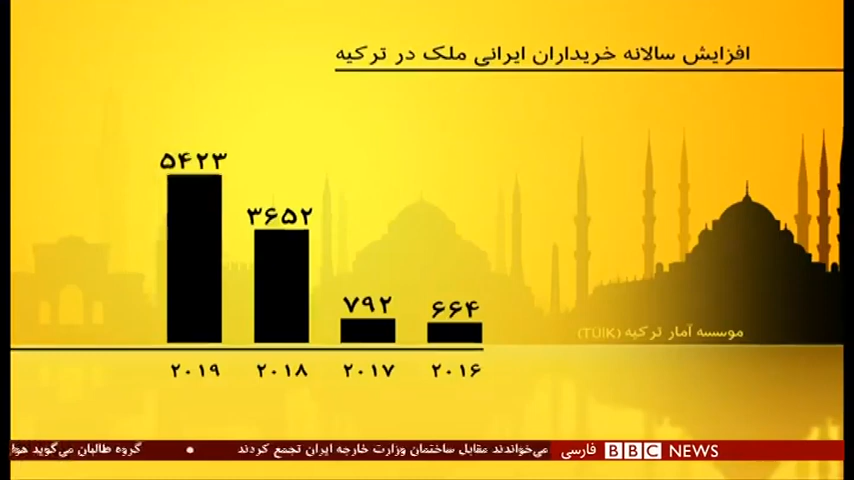 افزایش سالانه خریداران ایرانی ملک در ترکیه
۵۴۲۳
۳۶۵۲
۷۹۲
۶۶۴
۲۰۱۹
۲۰۱۸
۲۰۱۷
۲۰۱۶
موسسه آمار ترکیه (TÜİK)
BBC NEWS فارسی
می‌خواندند مقابل ساختمان وزارت خارجه ایران تجمع کردند • گروه طالبان می‌گوید